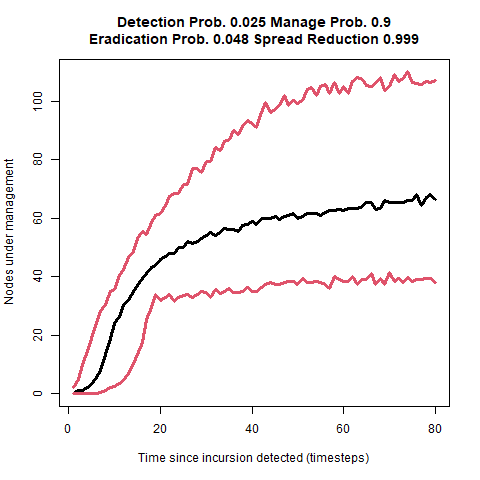 Detection Prob. 0.025 Manage Prob. 0.9
Eradication Prob. 0.048 Spread Reduction 0.999
Nodes under management
100
80
60
40
20
0
0 20 40 60 80
Time since incursion detected (timesteps)